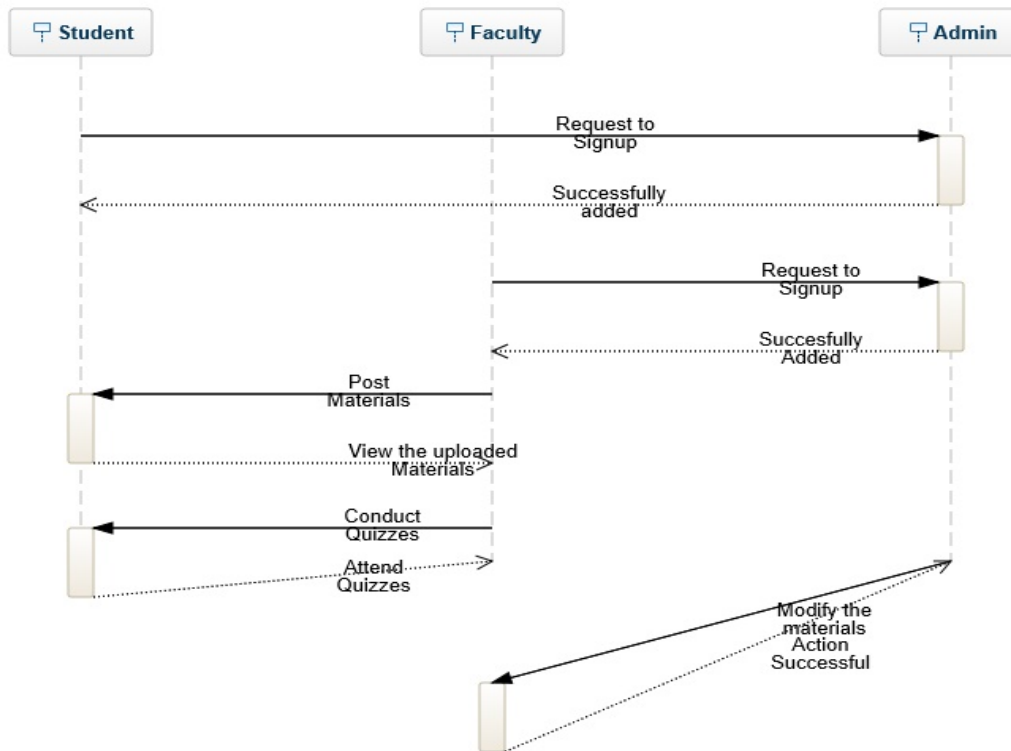 Student
Faculty
Admin
Request to
Signup
Successfully
added
Request to
Signup
Succesfully
Added
Post
Materials
View the uploaded
Materials
Conduct
Quizzes
Attend
Quizzes
Modify the
materials
Action
Successful